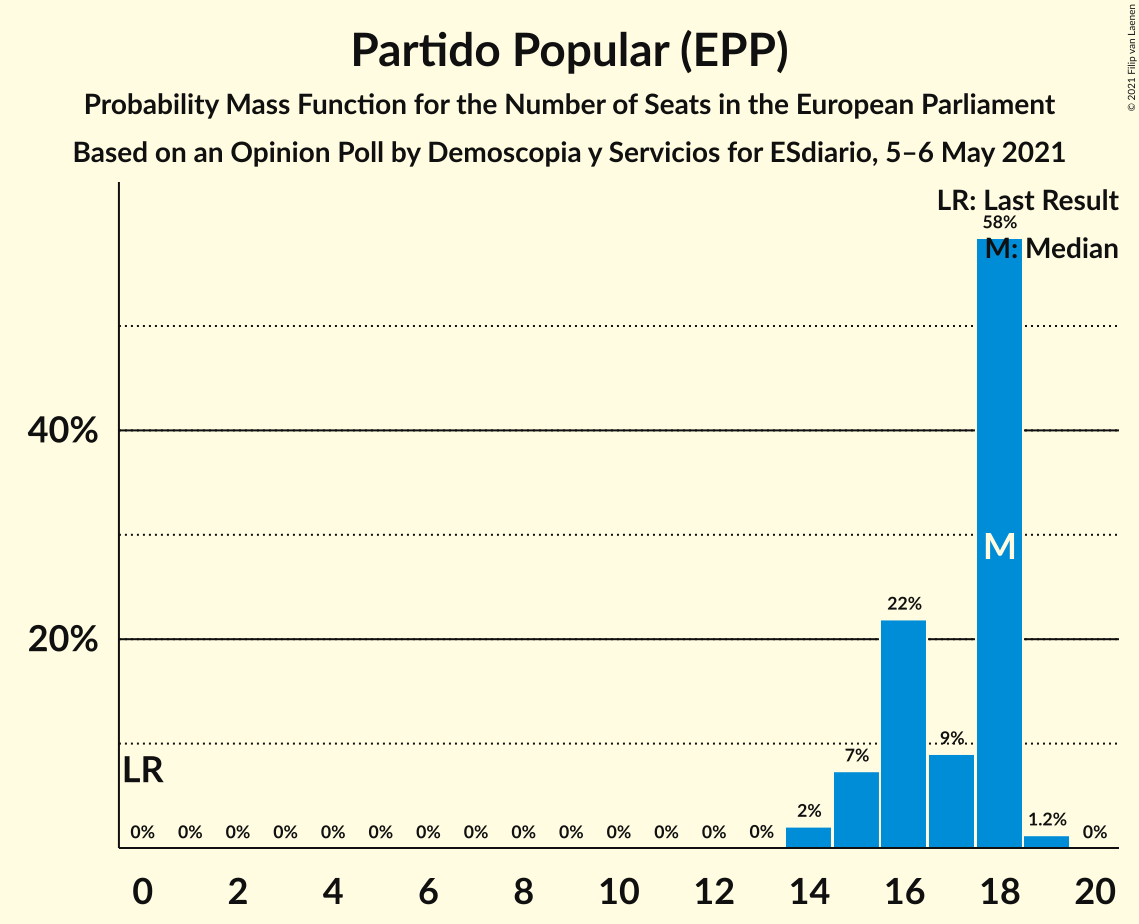 Partido Popular (EPP)
Probability Mass Function for the Number of Seats in the European Parliament
Based on an Opinion Poll by Demoscopia y Servicios for ESdiario, 5–6 May 2021
© 2021 Filip van Laenen
LR: Last Result
58%
M: Median
40%
M
22%
20%
9%
7%
LR
2%
1.2%
0% 0% 0% 0% 0% 0% 0% 0% 0% 0% 0% 0% 0% 0% 0%
0 2 4 6 8 10 12 14 16 18 20